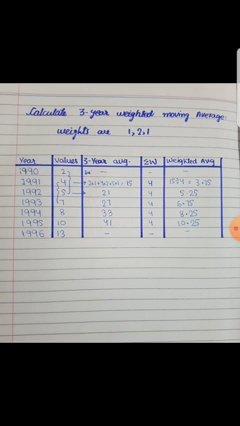 Calculate 3-year weighted moving Average.
weights are 1,2,1
Year Values 3-Year avg. ΣW Weighted Avg
1990 2 — — —
1991 4 15 4 15÷4 = 3.75
1992 5 21 4 5.25
1993 7 27 4 6.75
1994 8 33 4 8.25
1995 10 41 4 10.25
1996 13 — — —